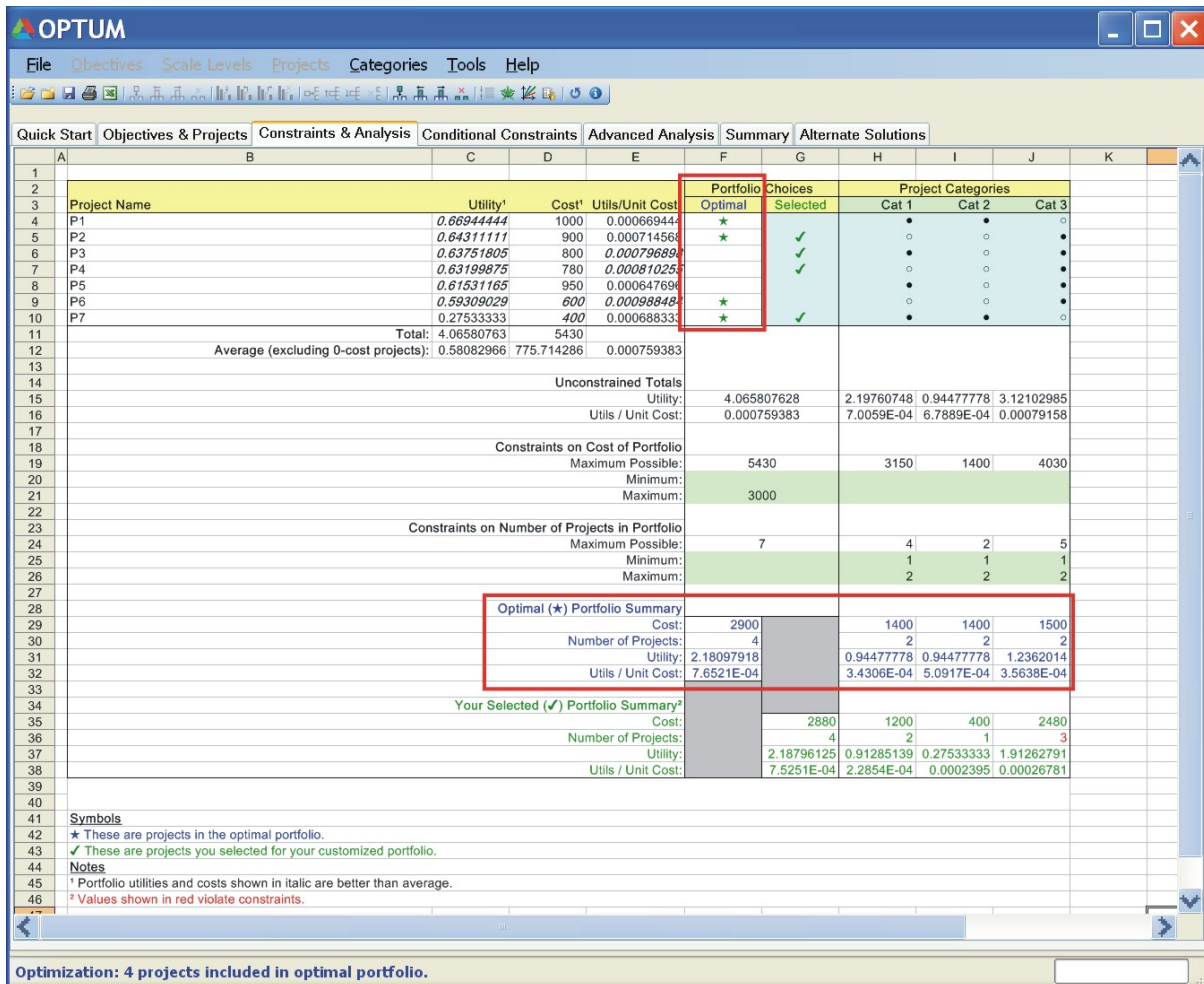 OPTUM
File Obectives Scale Levels Projects Categories Tools Help
Quick Start Objectives & Projects Constraints & Analysis Conditional Constraints Advanced Analysis Summary Alternate Solutions
A B C D E F G H I J K
1
2 Portfolio Choices Project Categories
3 Project Name Utility¹ Cost¹ Utils/Unit Cost Optimal Selected Cat 1 Cat 2 Cat 3
4 P1 0.66944444 1000 0.000669444 ★ ● ● ○
5 P2 0.64311111 900 0.000714568 ★ ✓ ○ ○ ●
6 P3 0.63751805 800 0.000796898 ✓ ● ○ ●
7 P4 0.63199875 780 0.000810255 ✓ ○ ○ ●
8 P5 0.61531165 950 0.000647696 ● ○ ●
9 P6 0.59309029 600 0.000988484 ★ ○ ○ ●
10 P7 0.27533333 400 0.000688333 ★ ✓ ● ● ○
11 Total: 4.06580763 5430
12 Average (excluding 0-cost projects): 0.58082966 775.714286 0.000759383
13
14 Unconstrained Totals
15 Utility: 4.065807628 2.19760748 0.94477778 3.12102985
16 Utils / Unit Cost: 0.000759383 7.0059E-04 6.7889E-04 0.00079158
17
18 Constraints on Cost of Portfolio
19 Maximum Possible: 5430 3150 1400 4030
20 Minimum:
21 Maximum: 3000
22
23 Constraints on Number of Projects in Portfolio
24 Maximum Possible: 7 4 2 5
25 Minimum: 1 1 1
26 Maximum: 2 2 2
27
28 Optimal (★) Portfolio Summary
29 Cost: 2900 1400 1400 1500
30 Number of Projects: 4 2 2 2
31 Utility: 2.18097918 0.94477778 0.94477778 1.2362014
32 Utils / Unit Cost: 7.6521E-04 3.4306E-04 5.0917E-04 3.5638E-04
33
34 Your Selected (✓) Portfolio Summary²
35 Cost: 2880 1200 400 2480
36 Number of Projects: 4 2 1 3
37 Utility: 2.18796125 0.91285139 0.27533333 1.91262791
38 Utils / Unit Cost: 7.5251E-04 2.2854E-04 0.0002395 0.00026781
39
40
41 Symbols
42 ★ These are projects in the optimal portfolio.
43 ✓ These are projects you selected for your customized portfolio.
44 Notes
45 ¹ Portfolio utilities and costs shown in italic are better than average.
46 ² Values shown in red violate constraints.
47
Optimization: 4 projects included in optimal portfolio.